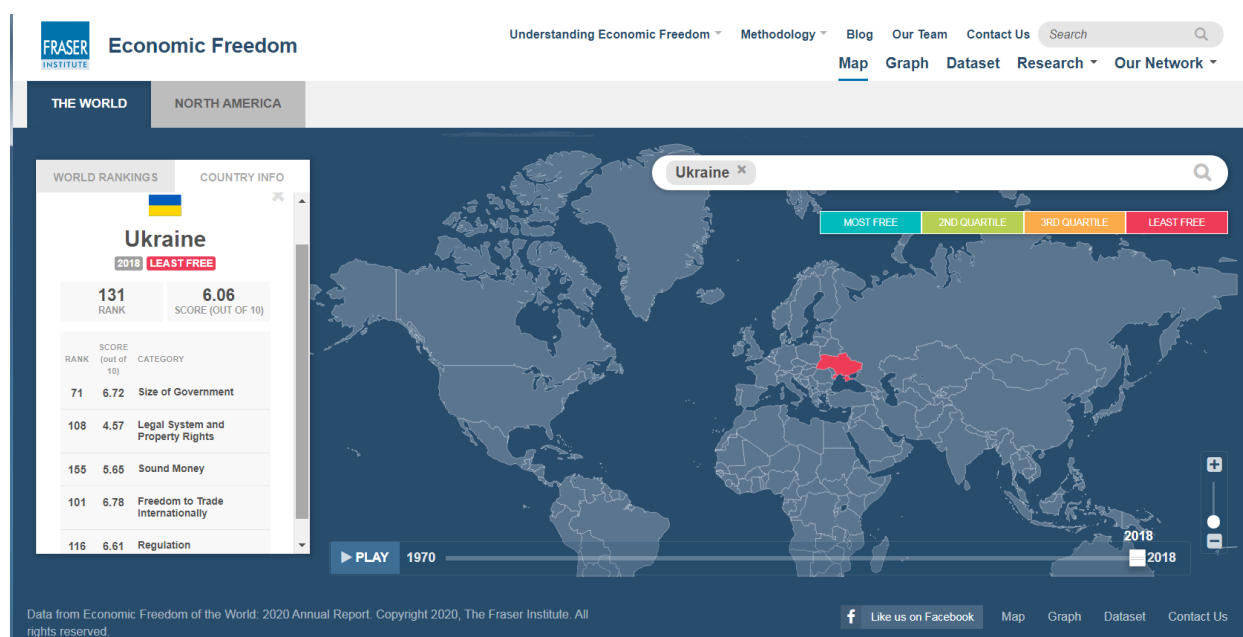 FRASER
INSTITUTE
Economic Freedom
Understanding Economic Freedom Methodology Blog Our Team Contact Us Search
Map Graph Dataset Research Our Network
THE WORLD NORTH AMERICA
WORLD RANKINGS COUNTRY INFO
Ukraine
2018 LEAST FREE
131 6.06
RANK SCORE (OUT OF 10)
RANK SCORE (out of 10) CATEGORY
71 6.72 Size of Government
108 4.57 Legal System and
Property Rights
155 5.65 Sound Money
101 6.78 Freedom to Trade
Internationally
116 6.61 Regulation
Ukraine ×
MOST FREE 2ND QUARTILE 3RD QUARTILE LEAST FREE
2018
PLAY 1970 2018
Data from Economic Freedom of the World: 2020 Annual Report. Copyright 2020, The Fraser Institute. All
rights reserved.
f Like us on Facebook Map Graph Dataset Contact Us